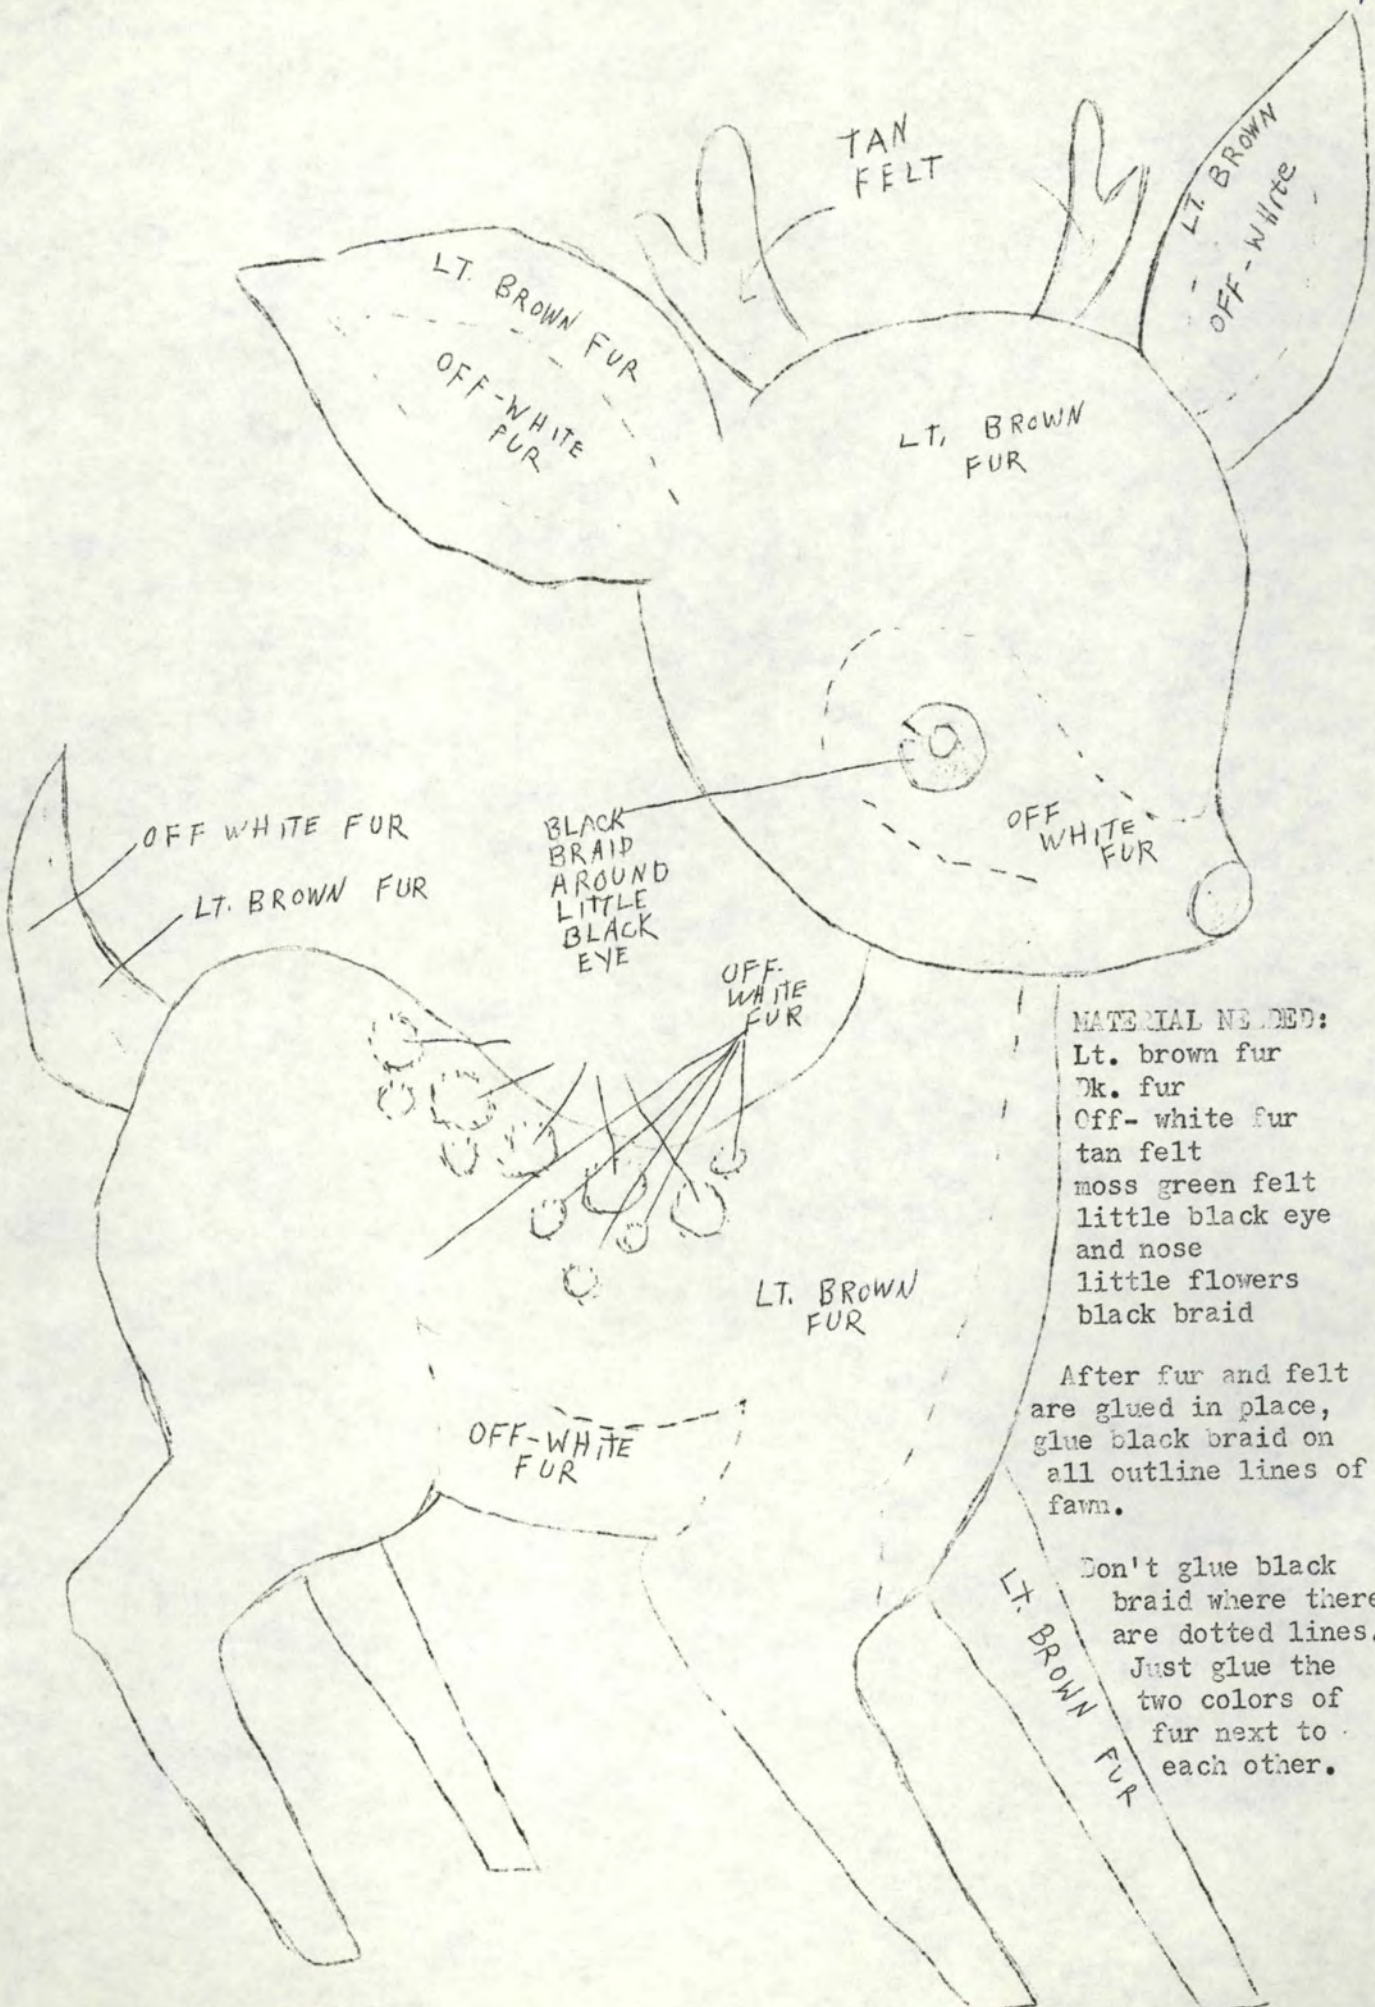 TAN
FELT
LT. BROWN
OFF-WHITE
LT. BROWN FUR
OFF-WHITE
FUR
LT. BROWN
FUR
OFF WHITE FUR
LT. BROWN FUR
BLACK
BRAID
AROUND
LITTLE
BLACK
EYE
OFF
WHITE
FUR
OFF-
WHITE
FUR
MATERIAL NEEDED:
Lt. brown fur
Dk. fur
Off- white fur
tan felt
moss green felt
little black eye
and nose
little flowers
black braid
LT. BROWN
FUR
After fur and felt
are glued in place,
glue black braid on
all outline lines of
fawn.
OFF-WHITE
FUR
Don't glue black
braid where there
are dotted lines.
Just glue the
two colors of
fur next to
each other.
LT. BROWN FUR